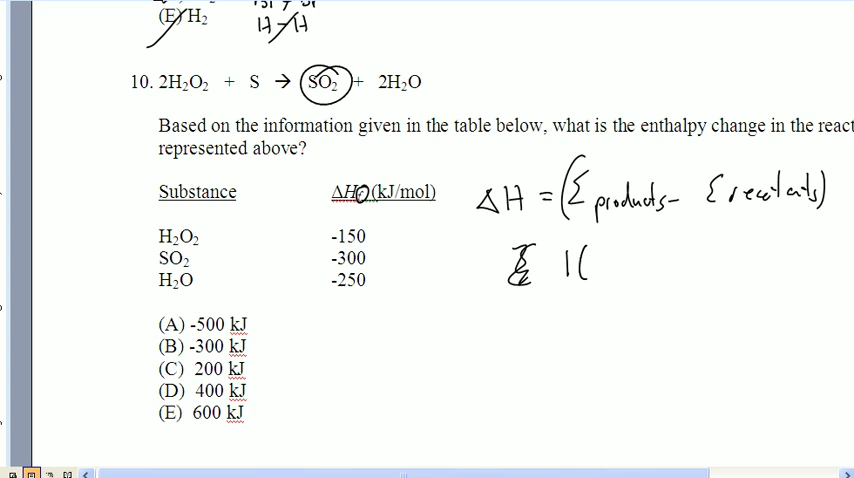 (E) H₂
H - H
10. 2H₂O₂ + S → SO₂ + 2H₂O
Based on the information given in the table below, what is the enthalpy change in the react
represented above?
Substance ΔH (kJ/mol)
ΔH = (Σ products - Σ reactants)
H₂O₂ -150
SO₂ -300
H₂O -250
1(
(A) -500 kJ
(B) -300 kJ
(C) 200 kJ
(D) 400 kJ
(E) 600 kJ